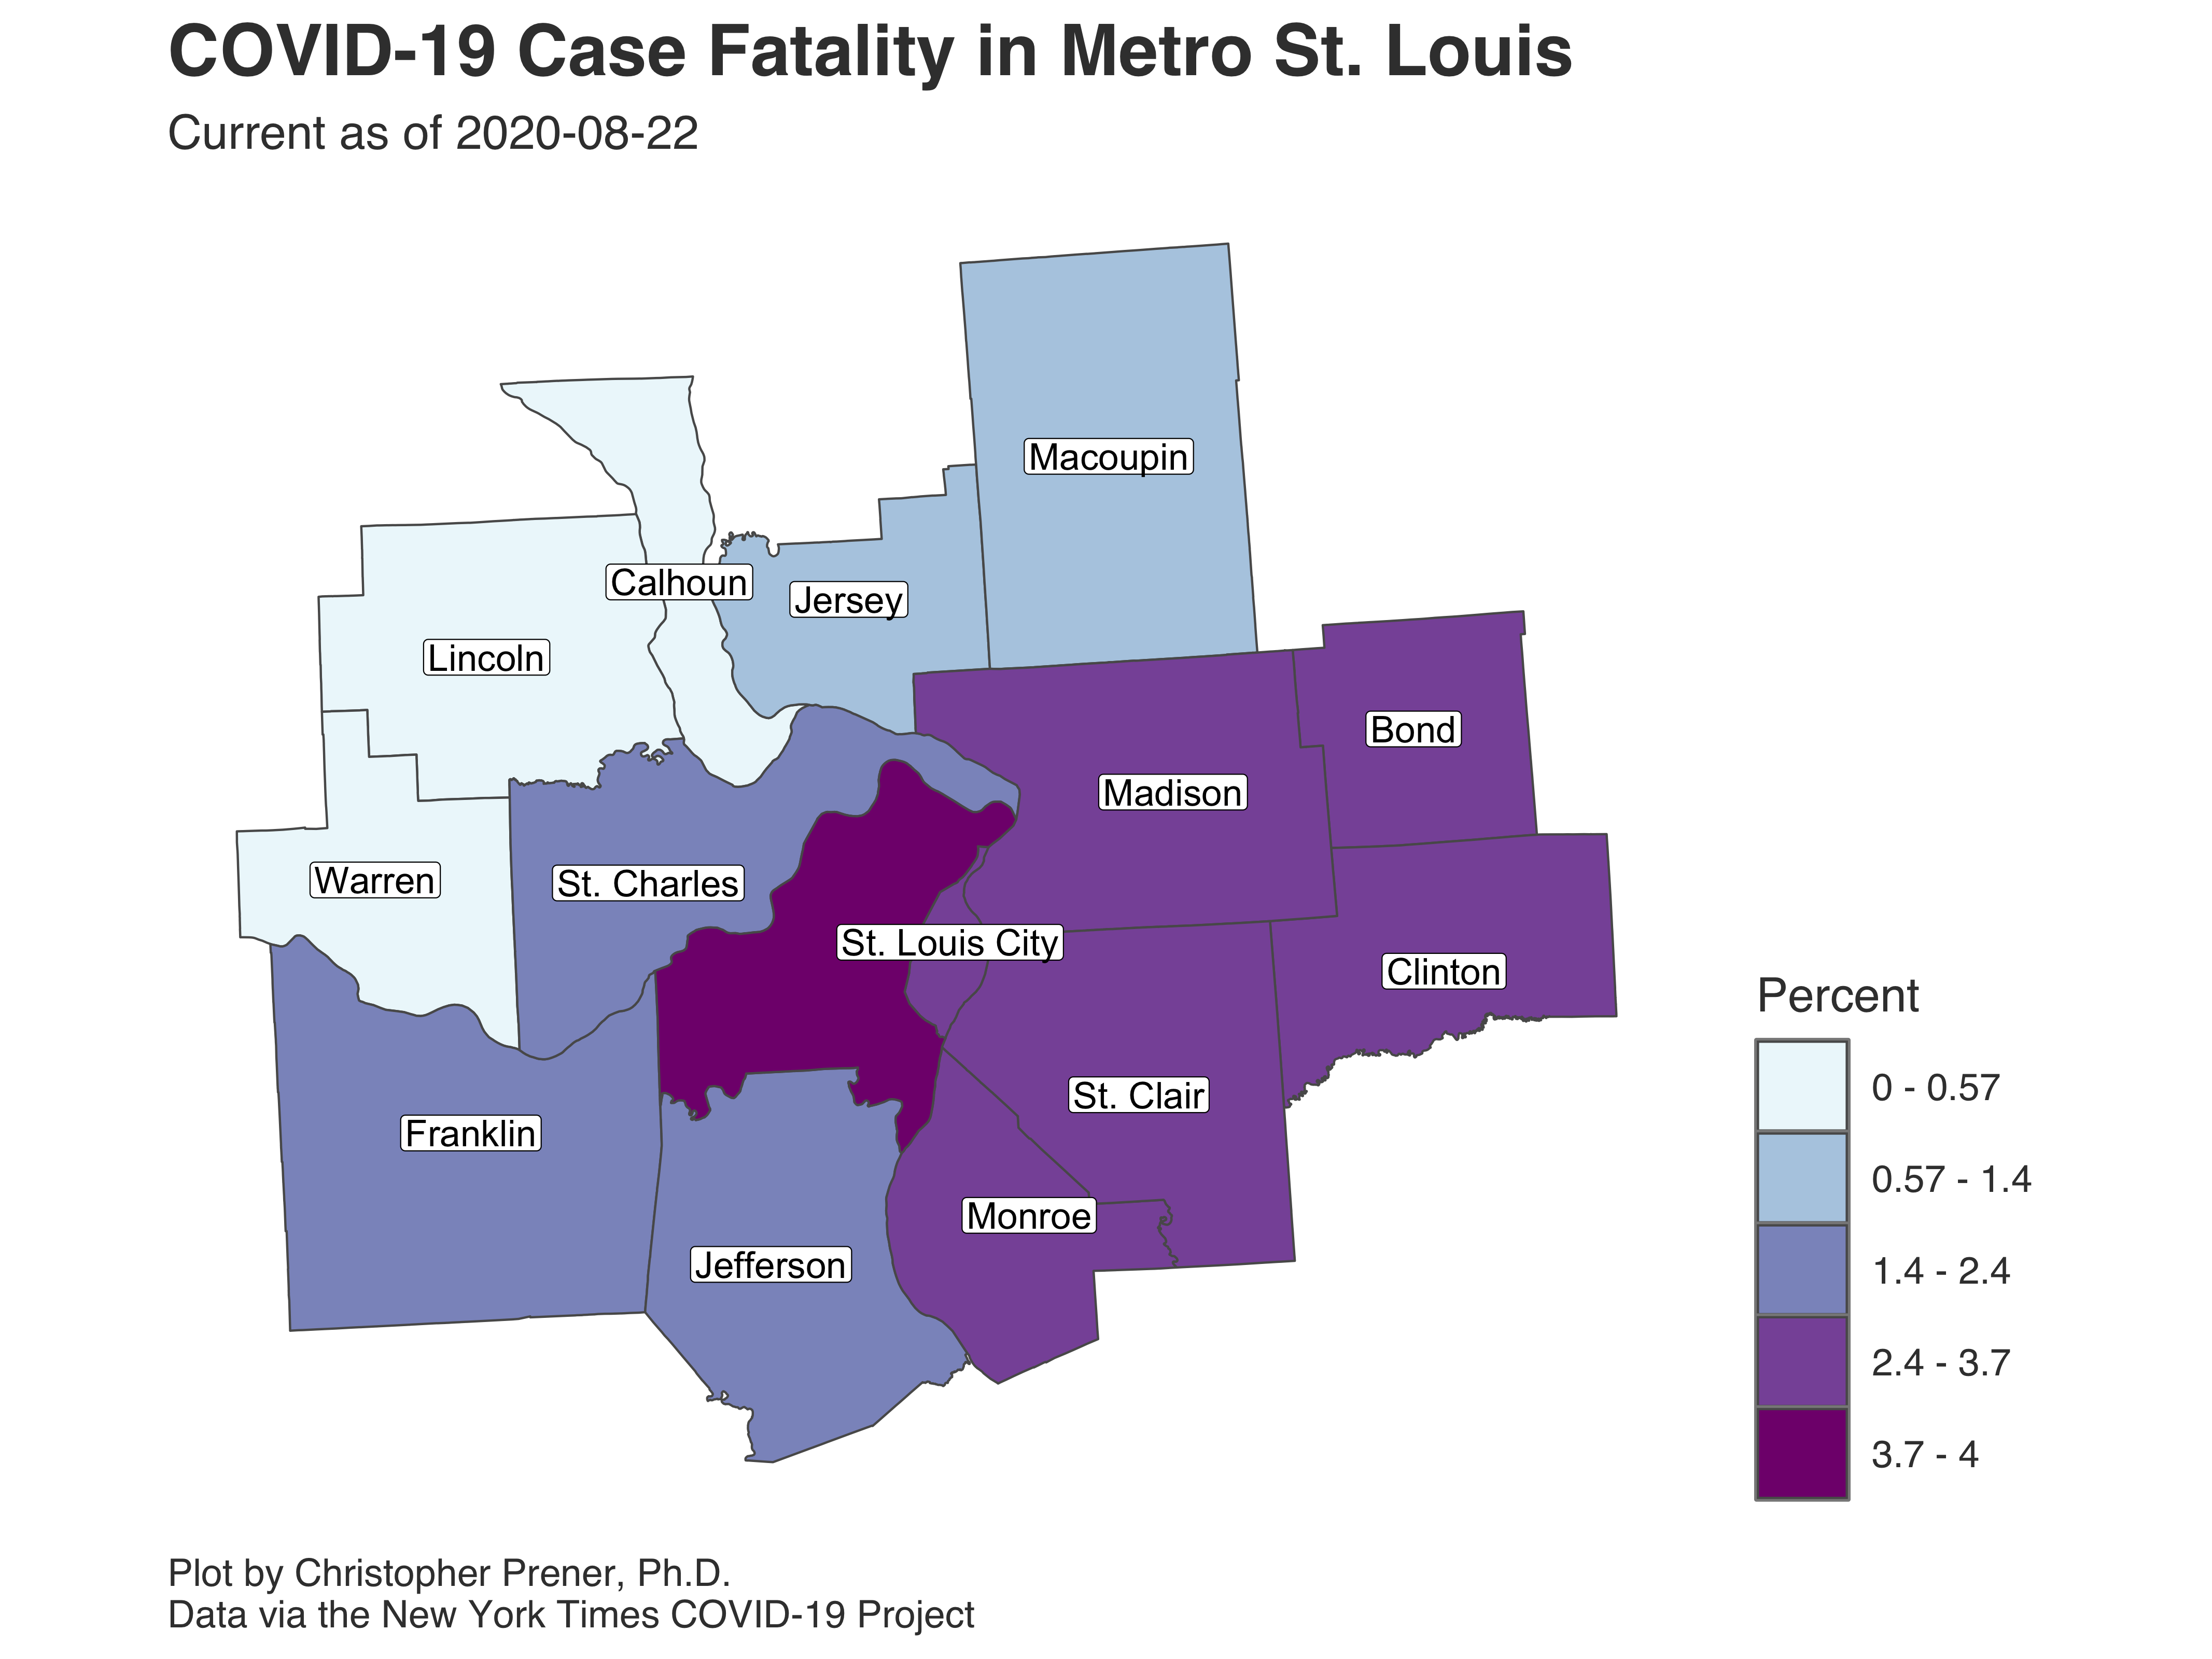 COVID-19 Case Fatality in Metro St. Louis
Current as of 2020-08-22
Macoupin
Calhoun
Jersey
Lincoln
Bond
Madison
Warren
St. Charles
St. Louis City
Clinton
St. Clair
Franklin
Monroe
Jefferson
Percent
0 - 0.57
0.57 - 1.4
1.4 - 2.4
2.4 - 3.7
3.7 - 4
Plot by Christopher Prener, Ph.D.
Data via the New York Times COVID-19 Project